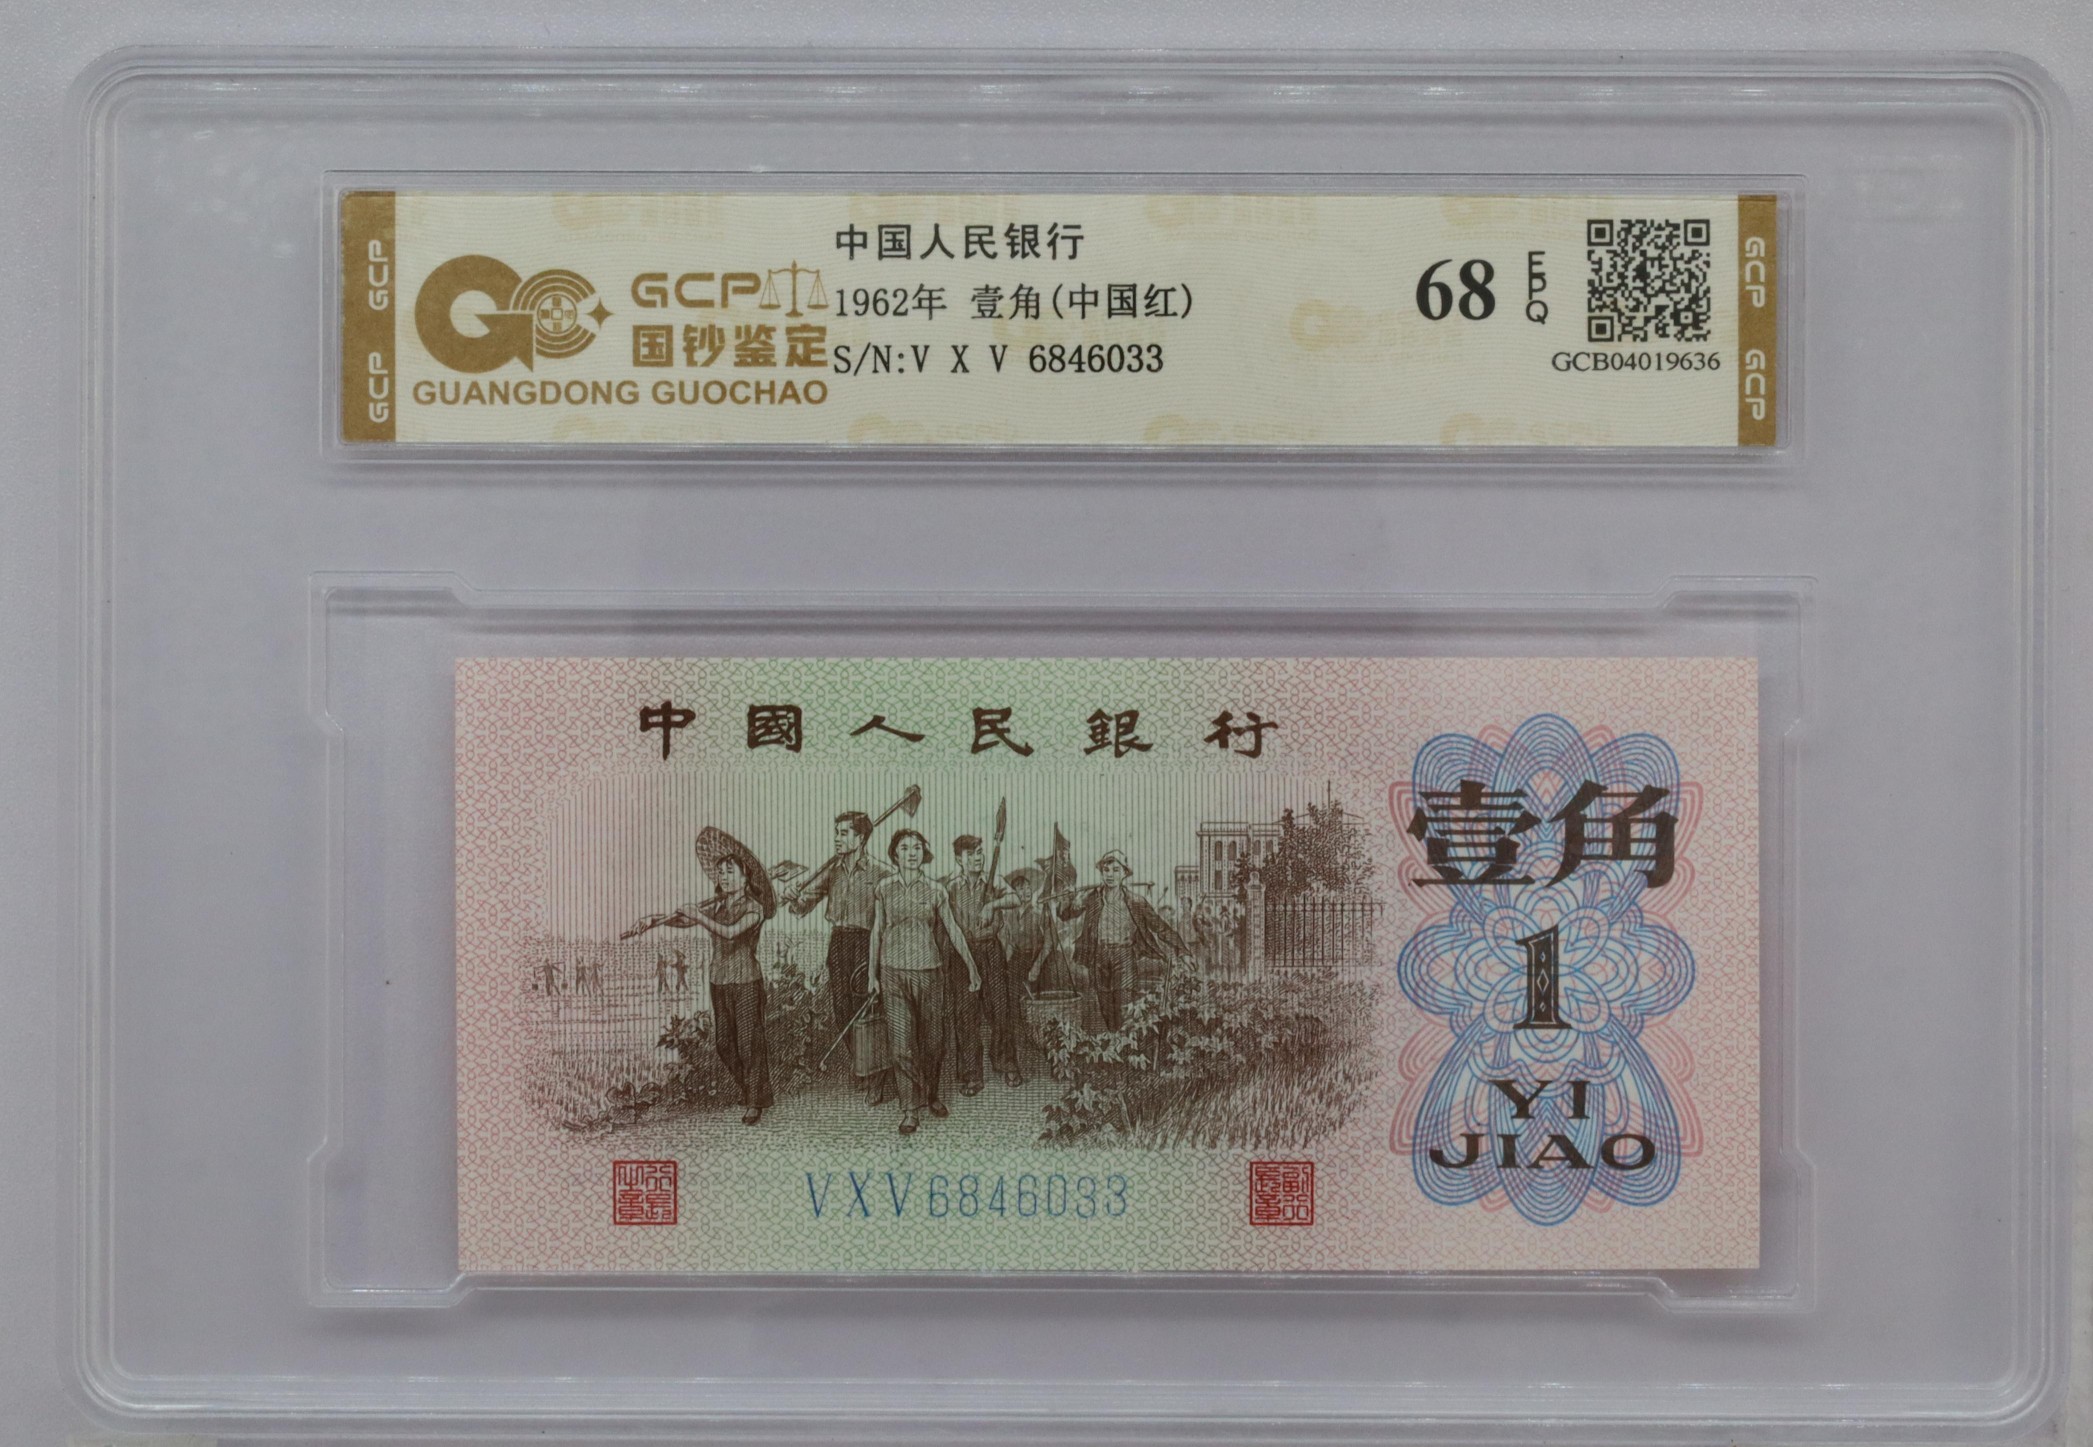 GCP
国钞鉴定
GUANGDONG GUOCHAO
中国人民银行
1962年 壹角(中国红)
S/N:V X V 6846033
68 EPQ
GCB04019636
GCP GCP
GCP GCP
中國人民銀行
壹角
1
YI
JIAO
VXV6846033